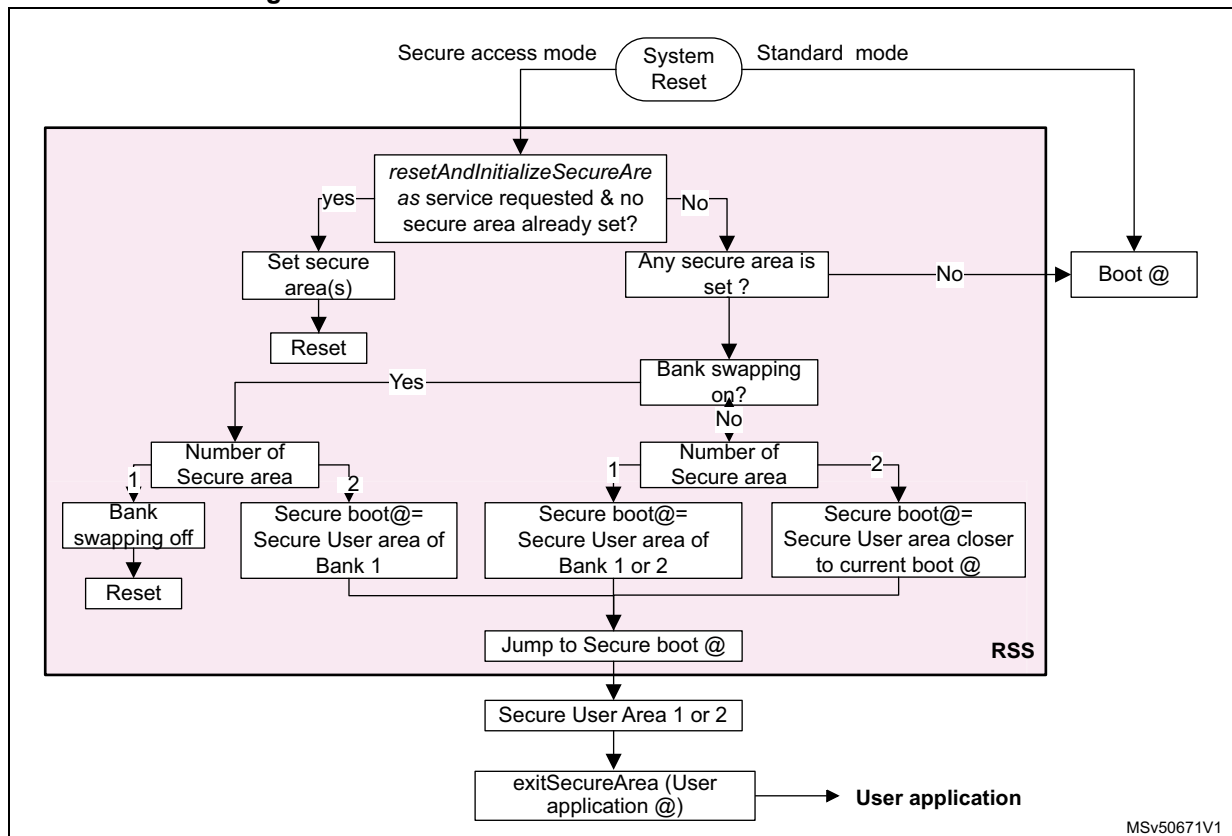 Secure access mode
System
Reset
Standard mode
resetAndInitializeSecureAre
as service requested & no
secure area already set?
yes
No
Set secure
area(s)
Any secure area is
set ?
No
Boot @
Reset
Bank swapping
on?
Yes
No
Number of
Secure area
Number of
Secure area
1
2
1
2
Bank
swapping off
Secure boot@=
Secure User area of
Bank 1
Secure boot@=
Secure User area of
Bank 1 or 2
Secure boot@=
Secure User area closer
to current boot @
Reset
Jump to Secure boot @
RSS
Secure User Area 1 or 2
exitSecureArea (User
application @)
User application
MSv50671V1